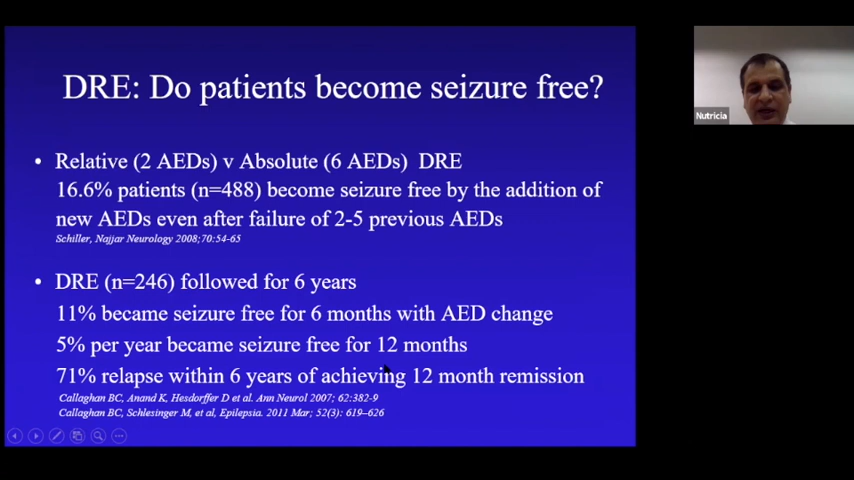 DRE: Do patients become seizure free?
• Relative (2 AEDs) v Absolute (6 AEDs) DRE
16.6% patients (n=488) become seizure free by the addition of
new AEDs even after failure of 2-5 previous AEDs
Schiller, Najjar Neurology 2008;70:54-65
• DRE (n=246) followed for 6 years
11% became seizure free for 6 months with AED change
5% per year became seizure free for 12 months
71% relapse within 6 years of achieving 12 month remission
Callaghan BC, Anand K, Hesdorffer D et al. Ann Neurol 2007; 62:382-9
Callaghan BC, Schlesinger M, et al, Epilepsia. 2011 Mar; 52(3): 619–626
Nutricia